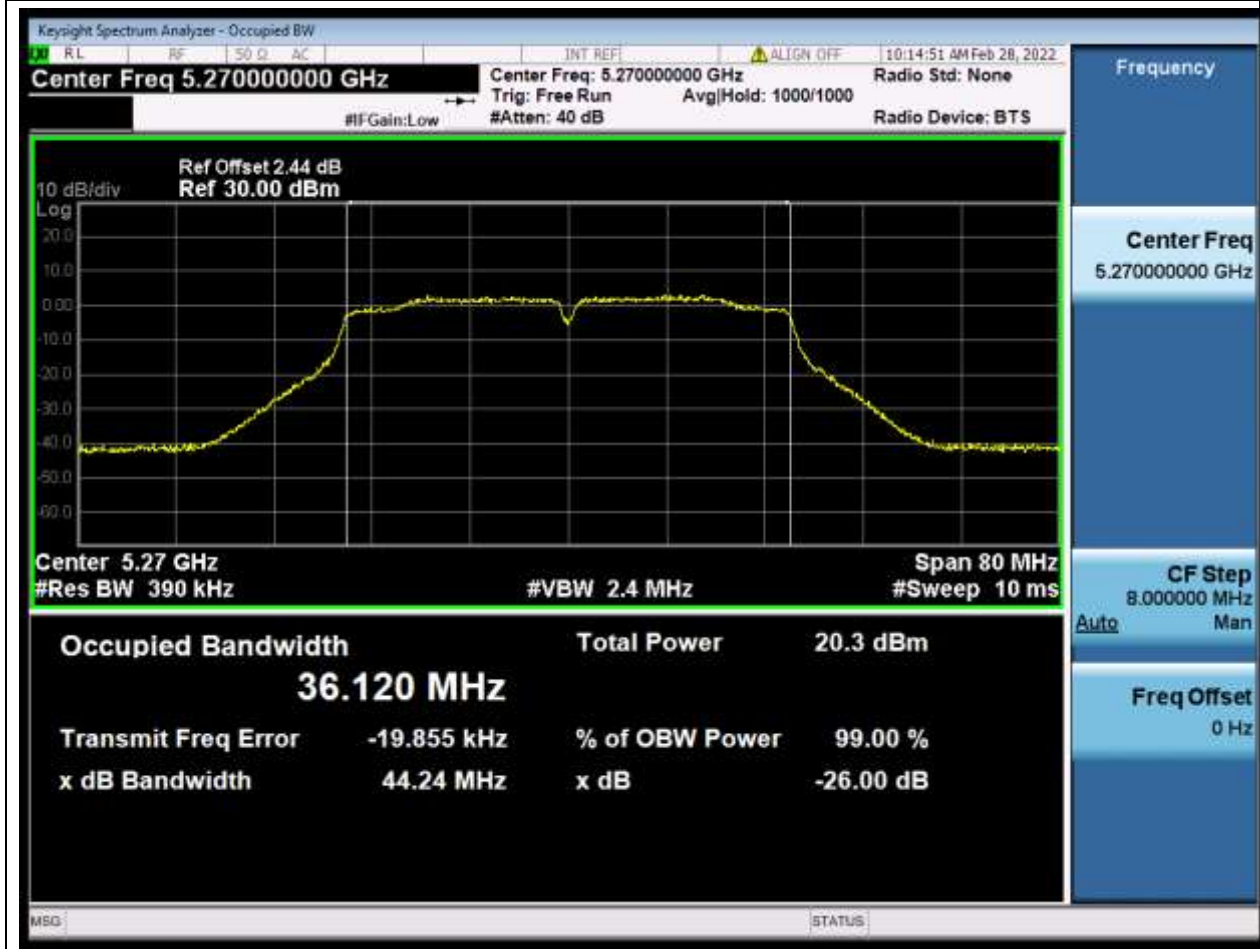 Keysight Spectrum Analyzer - Occupied BW
RL RF 50 Ω AC INT REF ALIGN OFF 10:14:51 AM Feb 28, 2022
Center Freq 5.270000000 GHz
Center Freq: 5.270000000 GHz
Radio Std: None
Trig: Free Run Avg|Hold: 1000/1000
#IFGain:Low
#Atten: 40 dB
Radio Device: BTS
Ref Offset 2.44 dB
10 dB/div Ref 30.00 dBm
Log
20.0
10.0
0.00
-10.0
-20.0
-30.0
-40.0
-50.0
-60.0
Center 5.27 GHz Span 80 MHz
#Res BW 390 kHz #VBW 2.4 MHz #Sweep 10 ms
Occupied Bandwidth Total Power 20.3 dBm
36.120 MHz
Transmit Freq Error -19.855 kHz % of OBW Power 99.00 %
x dB Bandwidth 44.24 MHz x dB -26.00 dB
MSG STATUS
Frequency
Center Freq
5.270000000 GHz
CF Step
8.000000 MHz
Auto Man
Freq Offset
0 Hz